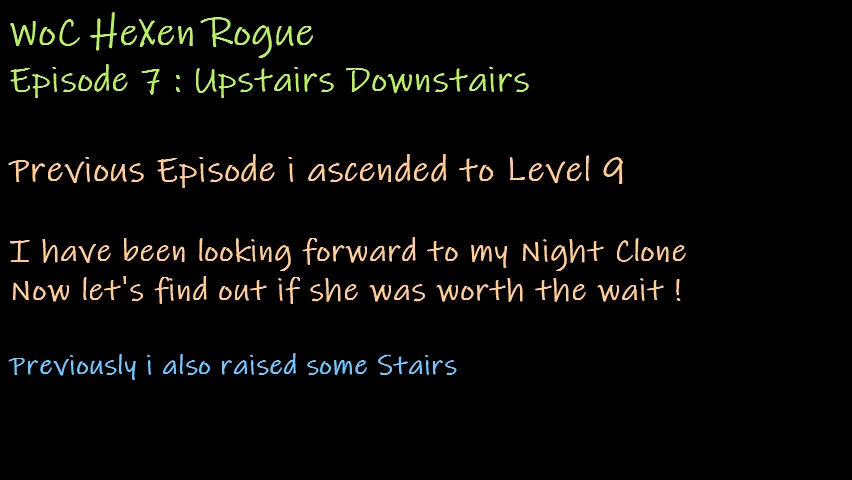 WoC HeXen Rogue
Episode 7 : Upstairs Downstairs
Previous Episode i ascended to Level 9
I have been looking forward to my Night Clone
Now let's find out if she was worth the wait !
Previously i also raised some Stairs